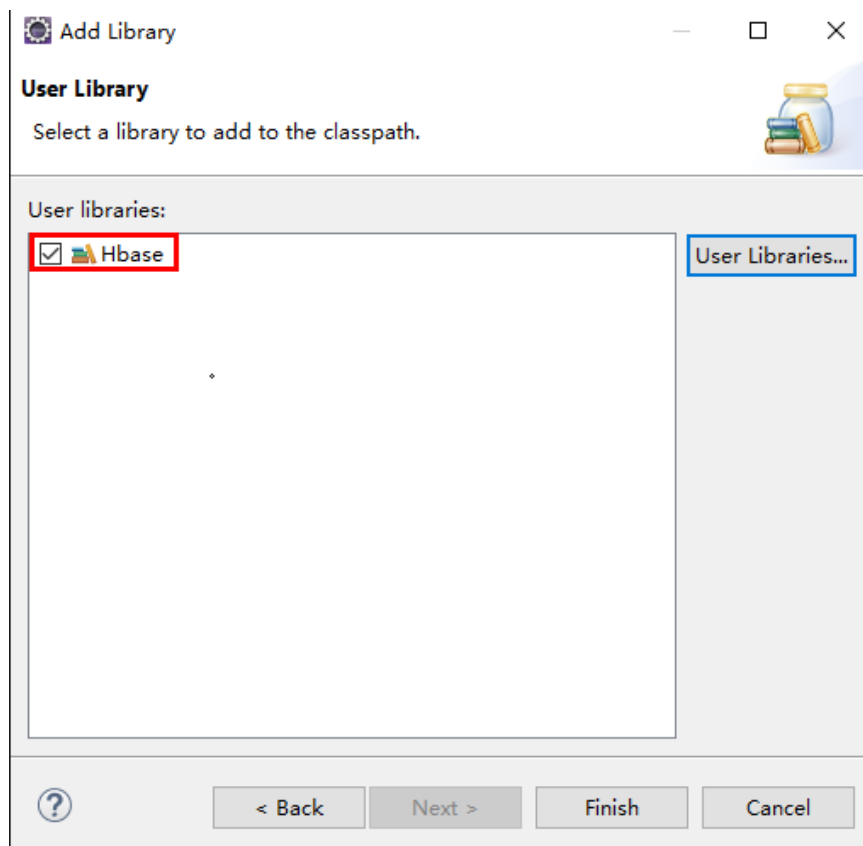 Add Library
User Library
Select a library to add to the classpath.
User libraries:
Hbase
User Libraries...
< Back
Next >
Finish
Cancel